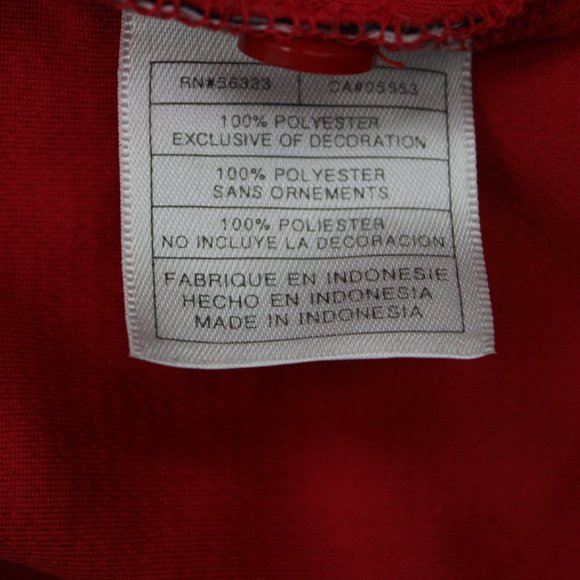 RN#56323 CA#05553
100% POLYESTER
EXCLUSIVE OF DECORATION
100% POLYESTER
SANS ORNEMENTS
100% POLIESTER
NO INCLUYE LA DECORACION
FABRIQUE EN INDONESIE
HECHO EN INDONESIA
MADE IN INDONESIA